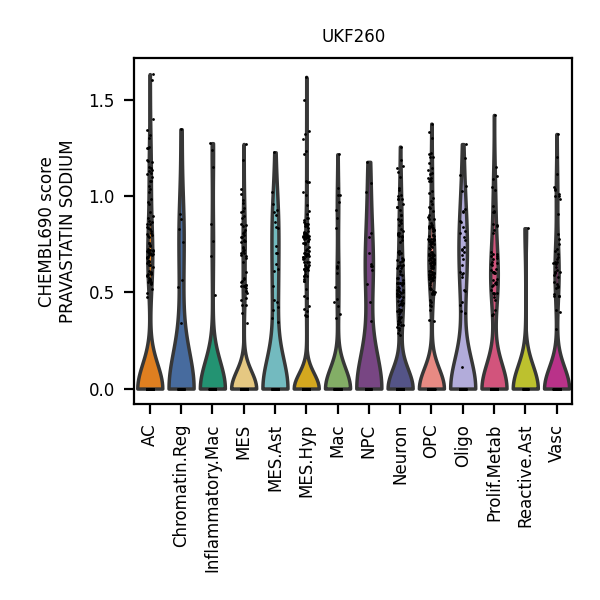 UKF260
CHEMBL690 score
PRAVASTATIN SODIUM
1.5
1.0
0.5
0.0
AC
Chromatin.Reg
Inflammatory.Mac
MES
MES.Ast
MES.Hyp
Mac
NPC
Neuron
OPC
Oligo
Prolif.Metab
Reactive.Ast
Vasc